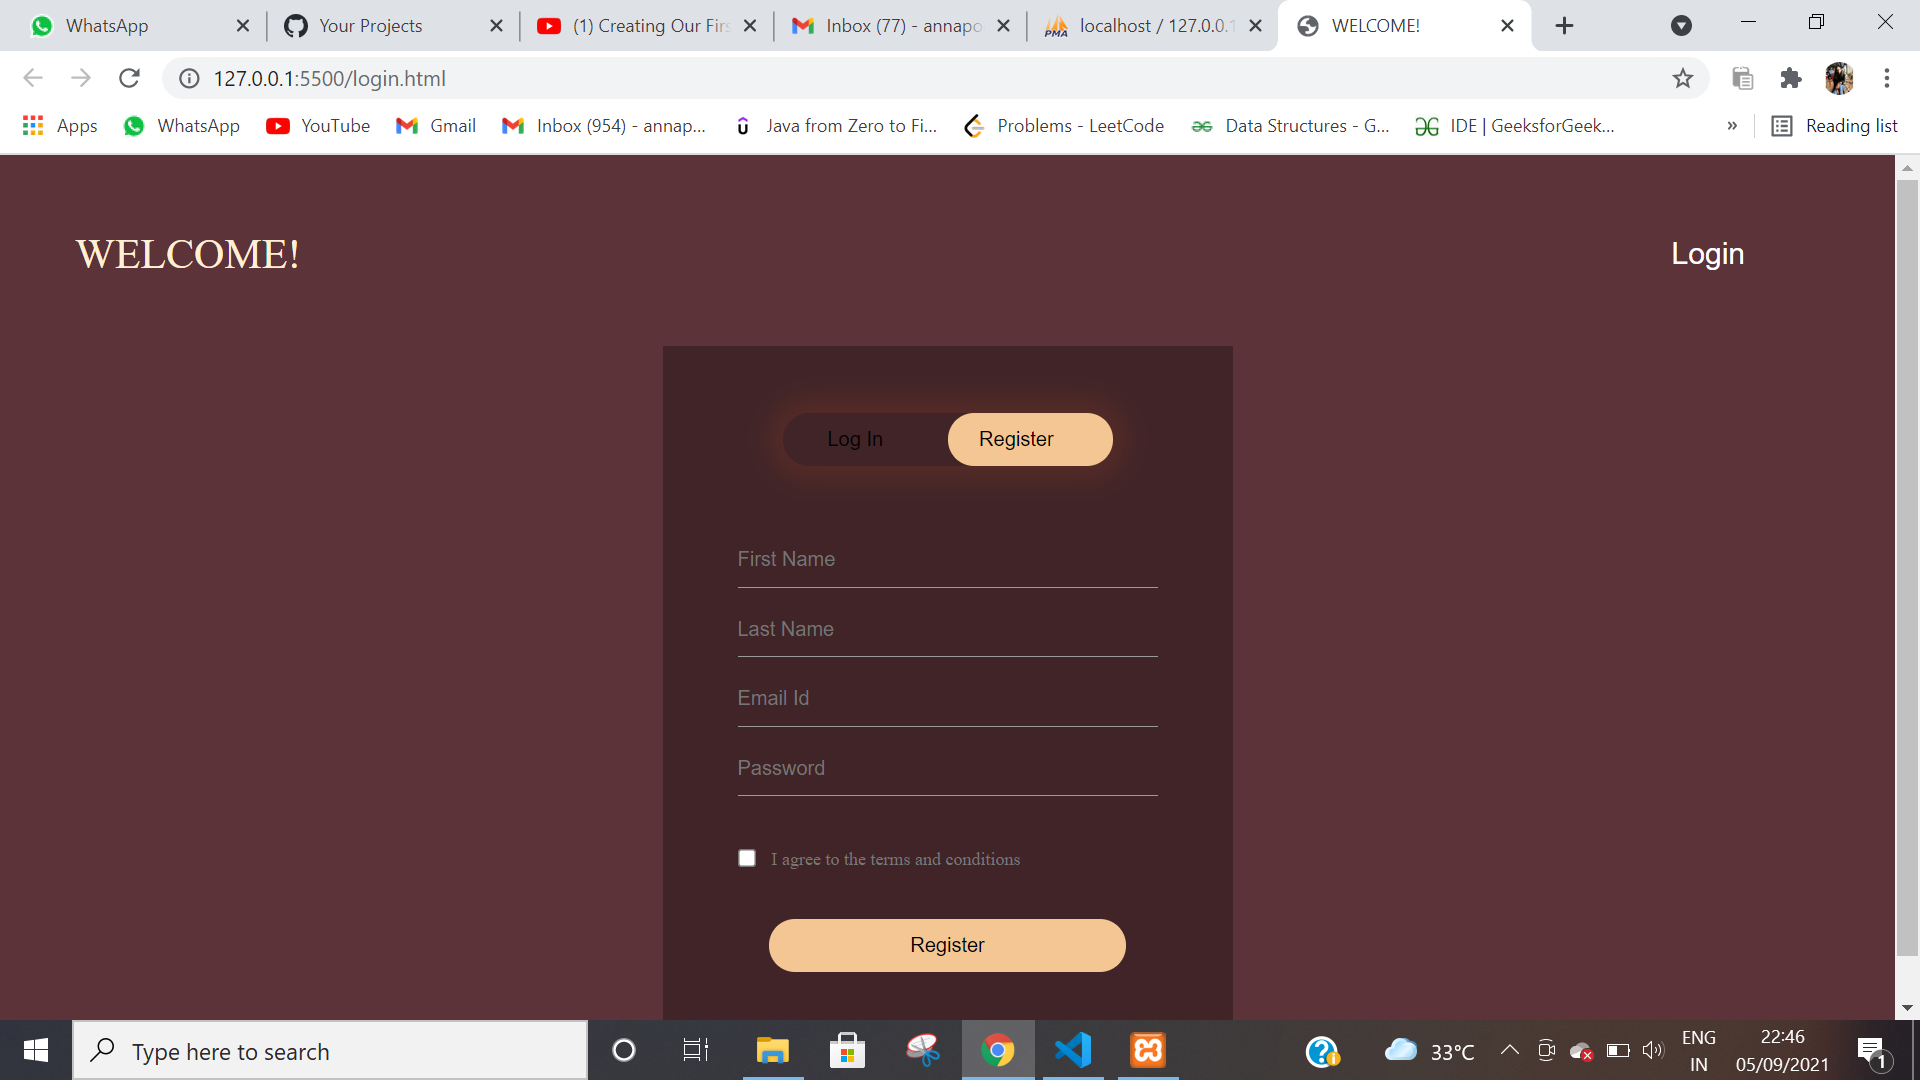 WhatsApp
Your Projects
(1) Creating Our Firs
Inbox (77) - annapo
PMA
localhost / 127.0.0.1
WELCOME!
127.0.0.1:5500/login.html
Apps
WhatsApp
YouTube
Gmail
Inbox (954) - annap...
Java from Zero to Fi...
Problems - LeetCode
Data Structures - G...
IDE | GeeksforGeek...
»
Reading list
WELCOME!
Login
Log In
Register
First Name
Last Name
Email Id
Password
I agree to the terms and conditions
Register
Type here to search
33°C
ENG
IN
22:46
05/09/2021
1